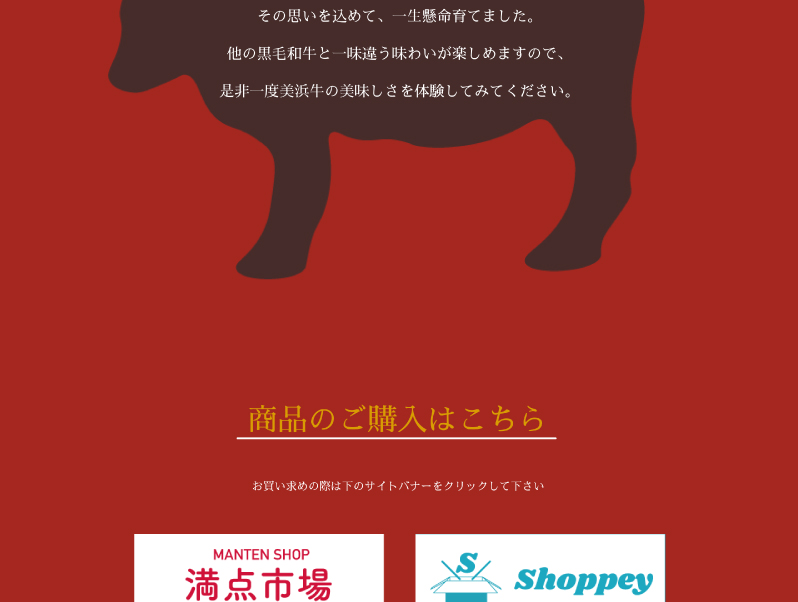 その思いを込めて、一生懸命育てました。
他の黒毛和牛と一味違う味わいが楽しめますので、
是非一度美浜牛の美味しさを体験してみてください。
商品のご購入はこちら
お買い求めの際は下のサイトバナーをクリックして下さい
MANTEN SHOP
満点市場
S
Shoppey